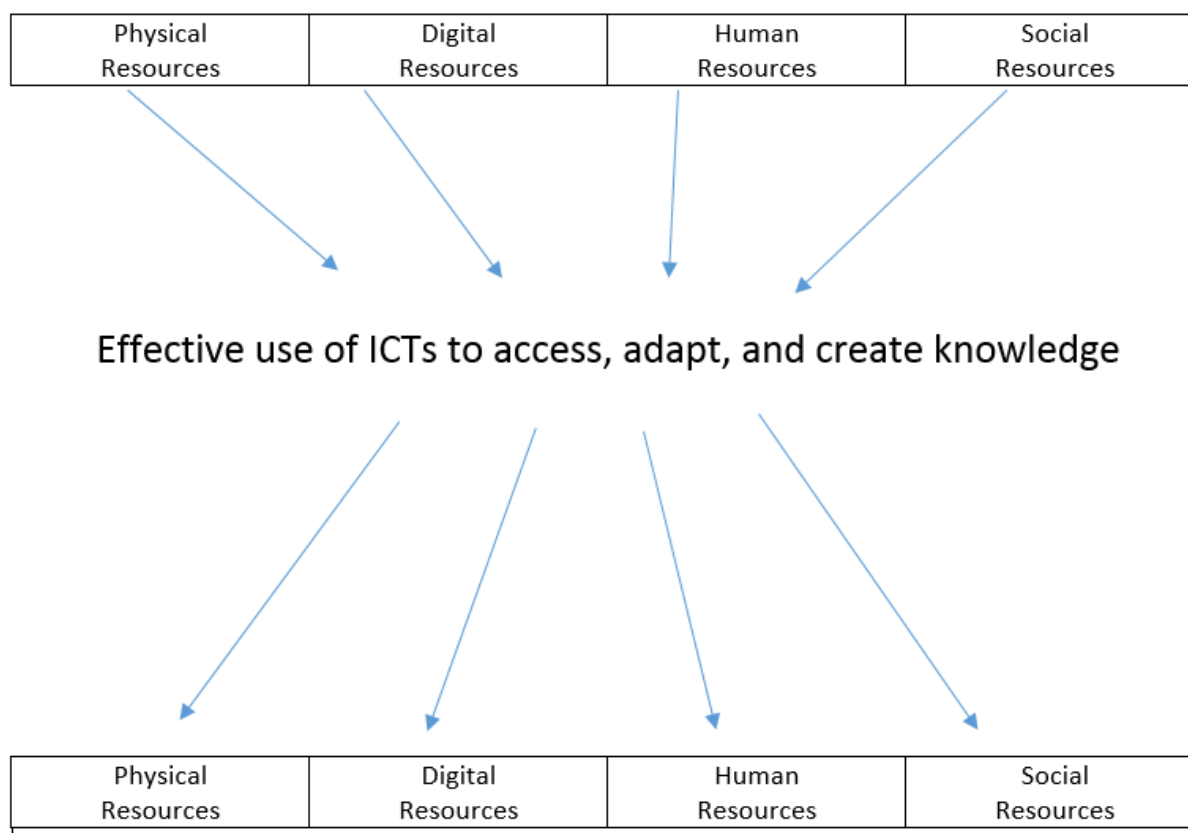 Physical
Resources
Digital
Resources
Human
Resources
Social
Resources
Effective use of ICTs to access, adapt, and create knowledge
Physical
Resources
Digital
Resources
Human
Resources
Social
Resources